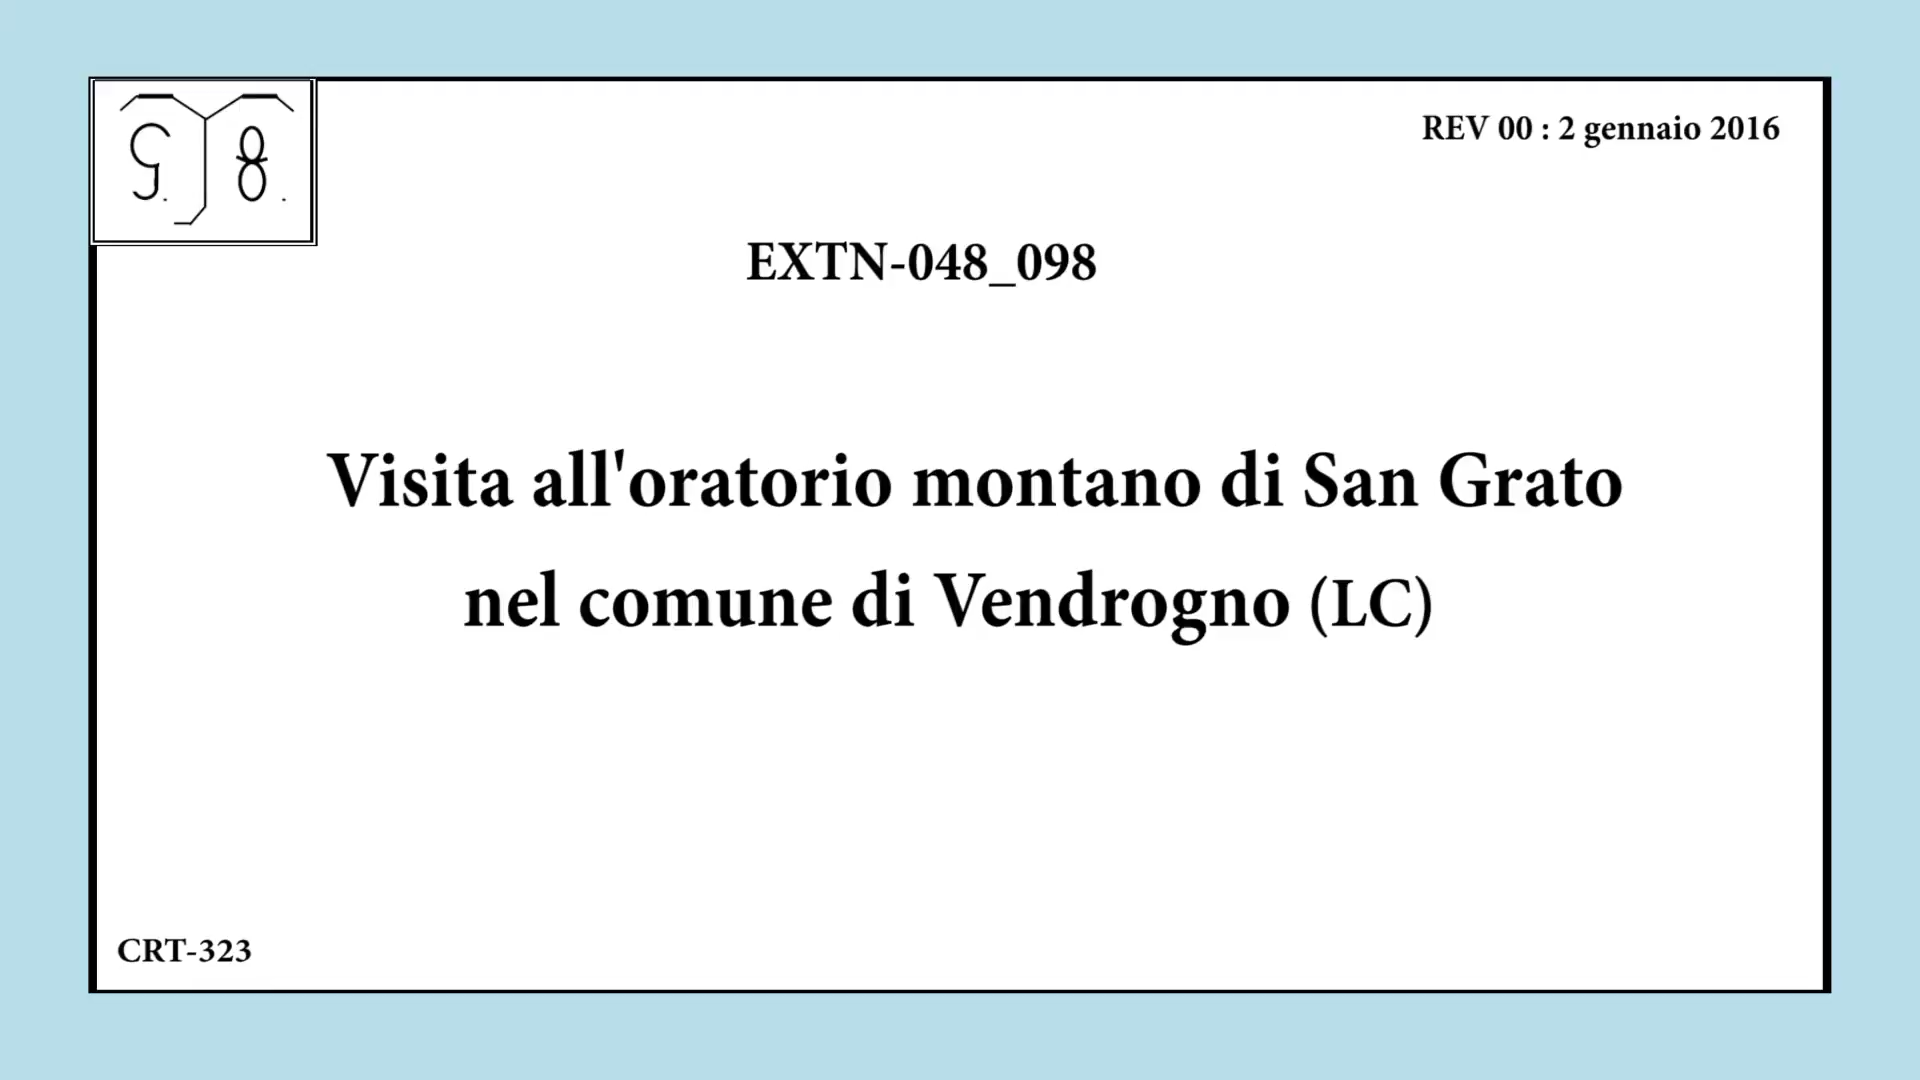 G. B.
REV 00 : 2 gennaio 2016
EXTN-048_098
Visita all'oratorio montano di San Grato
nel comune di Vendrogno (LC)
CRT-323